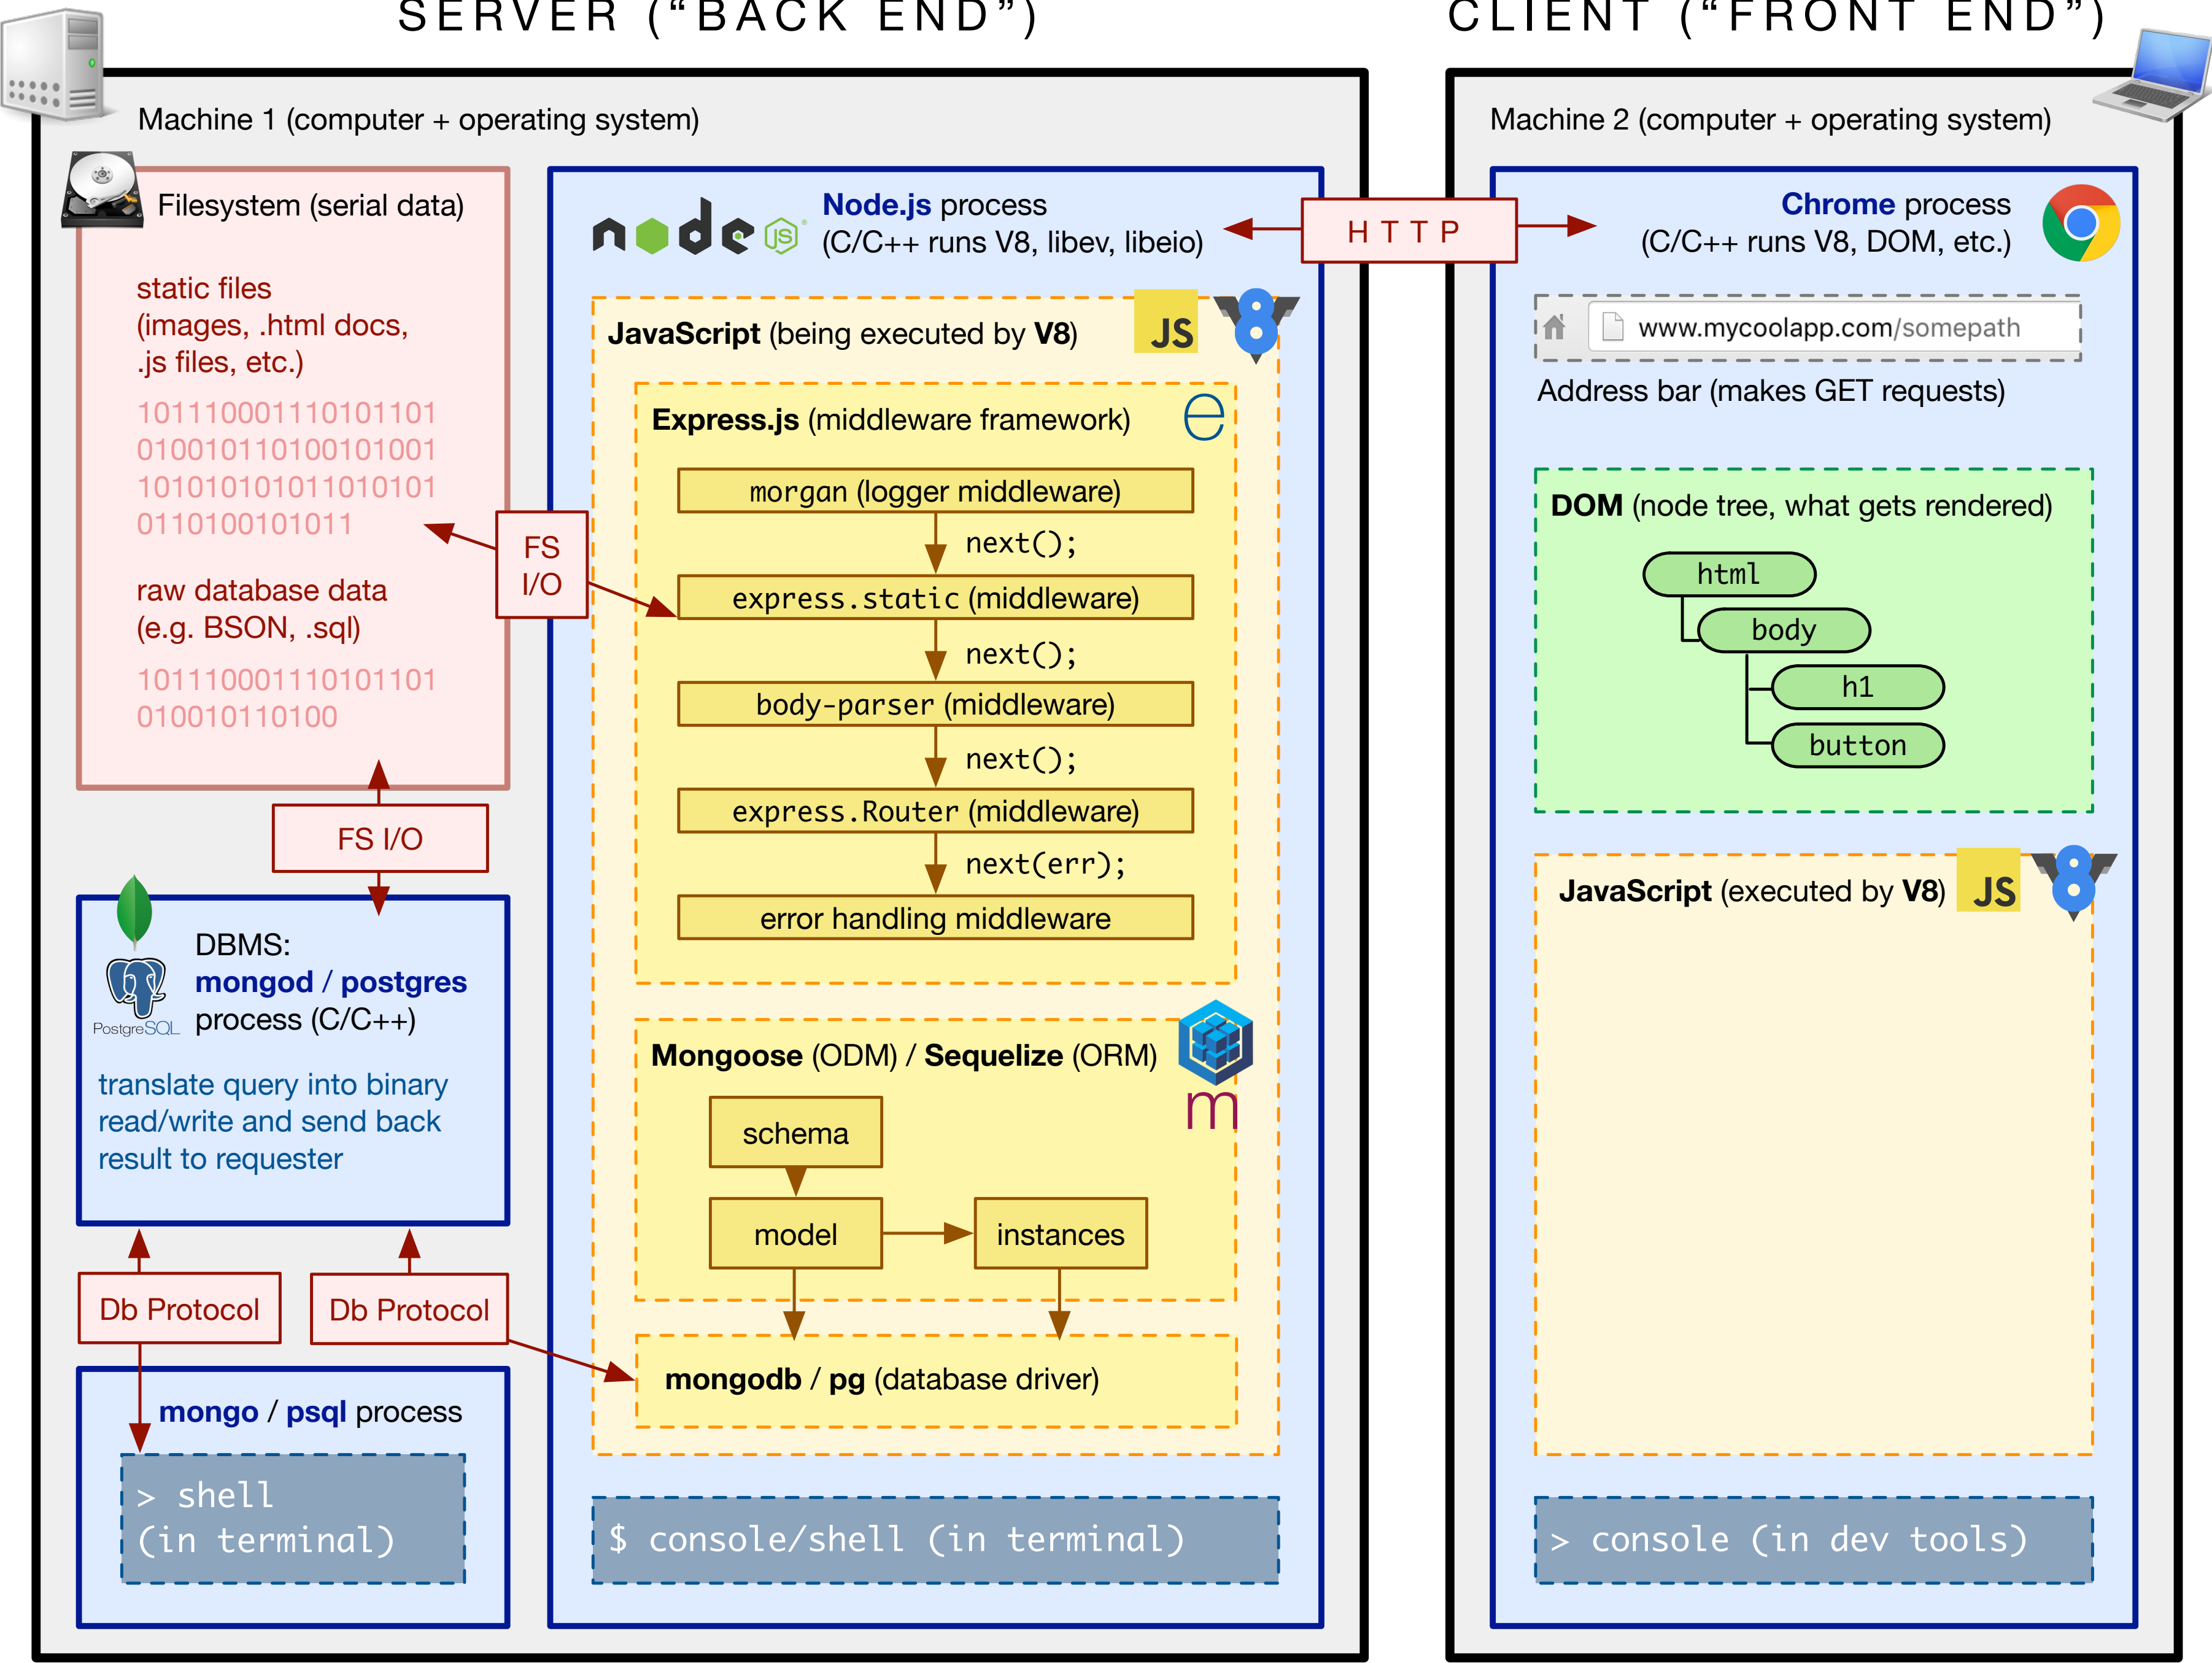 SERVER (“BACK END”)
CLIENT (“FRONT END”)
Machine 1 (computer + operating system)
Filesystem (serial data)
static files
(images, .html docs,
.js files, etc.)
101110001110101101
010010110100101001
101010101011010101
0110100101011
raw database data
(e.g. BSON, .sql)
101110001110101101
010010110100
FS
I/O
FS I/O
DBMS:
mongod / postgres
process (C/C++)
PostgreSQL
translate query into binary
read/write and send back
result to requester
Db Protocol
Db Protocol
mongo / psql process
> shell
(in terminal)
node
JS
Node.js process
(C/C++ runs V8, libev, libeio)
JavaScript (being executed by V8)
JS
8
Express.js (middleware framework)
e
morgan (logger middleware)
next();
express.static (middleware)
next();
body-parser (middleware)
next();
express.Router (middleware)
next(err);
error handling middleware
Mongoose (ODM) / Sequelize (ORM)
m
schema
model
instances
mongodb / pg (database driver)
$ console/shell (in terminal)
HTTP
Machine 2 (computer + operating system)
Chrome process
(C/C++ runs V8, DOM, etc.)
www.mycoolapp.com/somepath
Address bar (makes GET requests)
DOM (node tree, what gets rendered)
html
body
h1
button
JavaScript (executed by V8)
JS
8
> console (in dev tools)